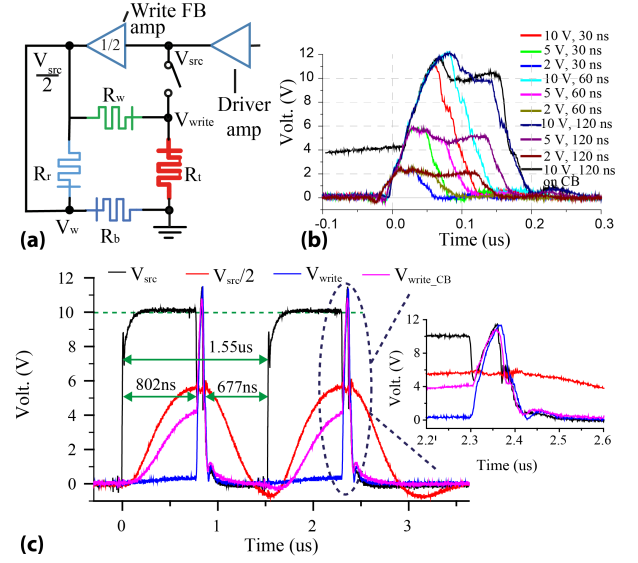 Write FB
amp
(a)
1/2
V_src
V_src
2
Driver
amp
R_w
V_write
R_r
R_t
V_w
R_b
(a)
12
10
8
6
4
2
0
Volt. (V)
-0.1 0.0 0.1 0.2 0.3
Time (us)
(b)
10 V, 30 ns
5 V, 30 ns
2 V, 30 ns
10 V, 60 ns
5 V, 60 ns
2 V, 60 ns
10 V, 120 ns
5 V, 120 ns
2 V, 120 ns
10 V, 120 ns
on CB
V_src V_src/2 V_write V_write_CB
12
10
8
6
4
2
0
Volt. (V)
1.55us
802ns 677ns
0 1 2 3
Time (us)
(c)
12
10
8
6
4
2
0
Volt. (V)
2.2 2.3 2.4 2.5 2.6
Time (us)